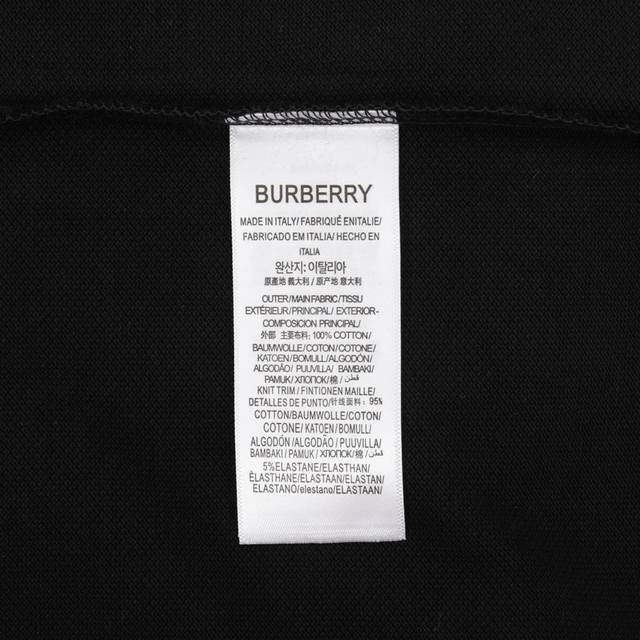 BURBERRY
MADE IN ITALY/ FABRIQUÉ ENITALIE/
FABRICADO EM ITALIA/ HECHO EN
ITALIA
완산지: 이탈리아
原產地 義大利 / 原产地 意大利
OUTER/MAIN FABRIC/TISSU
EXTÉRIEUR/PRINCIPAL/ EXTERIOR-
COMPOSICION PRINCIPAL/
外部 主要布料: 100% COTTON/
BAUMWOLLE/COTON/COTONE/
KATOEN/BOMULL/ALGODÓN/
ALGODÃO/ PUUVILLA/ BAMBAKI/
PAMUK/ХЛОПОК/棉/قطن/
KNIT TRIM / FINTIONEN MAILLE/
DETALLES DE PUNTO/针线面料: 95%
COTTON/BAUMWOLLE/COTON/
COTONE/ KATOEN/BOMULL/
ALGODÓN/ALGODÃO/PUUVILLA/
BAMBAKI/PAMUK/ХЛОПОК/棉/قطن/
5%ELASTANE/ELASTHAN/
ÈLASTHANE/ELASTAAN/ELASTAN/
ELASTANO/elestano/ELASTAAN/